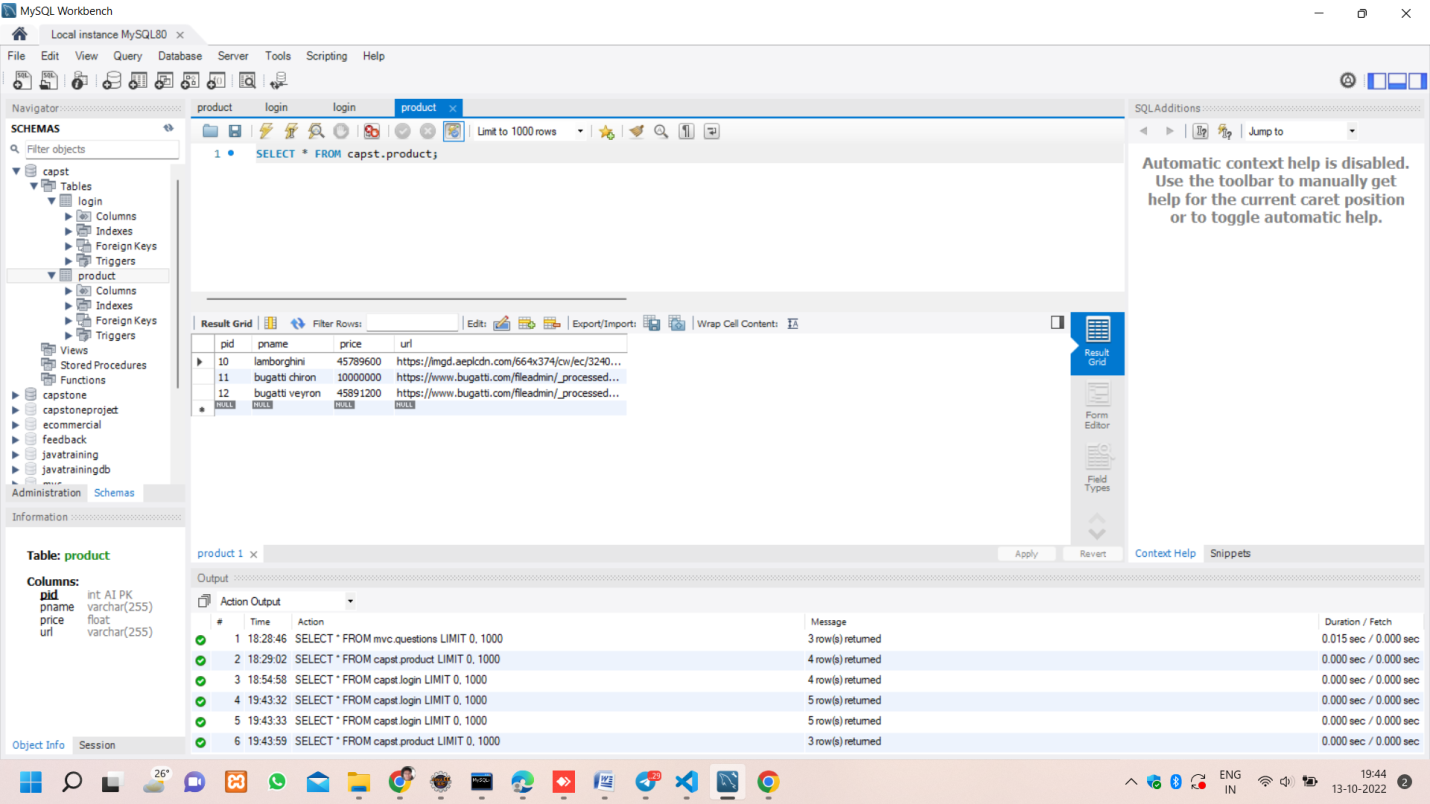 MySQL Workbench
Local instance MySQL80
File Edit View Query Database Server Tools Scripting Help
Navigator
SCHEMAS
Filter objects
capst
Tables
login
Columns
Indexes
Foreign Keys
Triggers
product
Columns
Indexes
Foreign Keys
Triggers
Views
Stored Procedures
Functions
capstone
capstoneproject
ecommercial
feedback
javatraining
javatrainingdb
Administration Schemas
Information
Table: product
Columns:
pid int AI PK
pname varchar(255)
price float
url varchar(255)
Object Info Session
product login login product
Limit to 1000 rows
1 SELECT * FROM capst.product;
Result Grid Filter Rows: Edit: Export/Import: Wrap Cell Content:
pid pname price url
10 lamborghini 45789600 https://imgd.aeplcdn.com/664x374/cw/ec/3240...
11 bugatti chiron 10000000 https://www.bugatti.com/fileadmin/_processed...
12 bugatti veyron 45891200 https://www.bugatti.com/fileadmin/_processed...
NULL NULL NULL NULL
Result
Grid
Form
Editor
Field
Types
product 1 Apply Revert
SQLAdditions
Jump to
Automatic context help is disabled.
Use the toolbar to manually get
help for the current caret position
or to toggle automatic help.
Context Help Snippets
Output
Action Output
# Time Action Message Duration / Fetch
1 18:28:46 SELECT * FROM mvc.questions LIMIT 0, 1000 3 row(s) returned 0.015 sec / 0.000 sec
2 18:29:02 SELECT * FROM capst.product LIMIT 0, 1000 4 row(s) returned 0.000 sec / 0.000 sec
3 18:54:58 SELECT * FROM capst.login LIMIT 0, 1000 4 row(s) returned 0.000 sec / 0.000 sec
4 19:43:32 SELECT * FROM capst.login LIMIT 0, 1000 5 row(s) returned 0.000 sec / 0.000 sec
5 19:43:33 SELECT * FROM capst.login LIMIT 0, 1000 5 row(s) returned 0.000 sec / 0.000 sec
6 19:43:59 SELECT * FROM capst.product LIMIT 0, 1000 3 row(s) returned 0.000 sec / 0.000 sec
26°
29
ENG
IN
19:44
13-10-2022
2